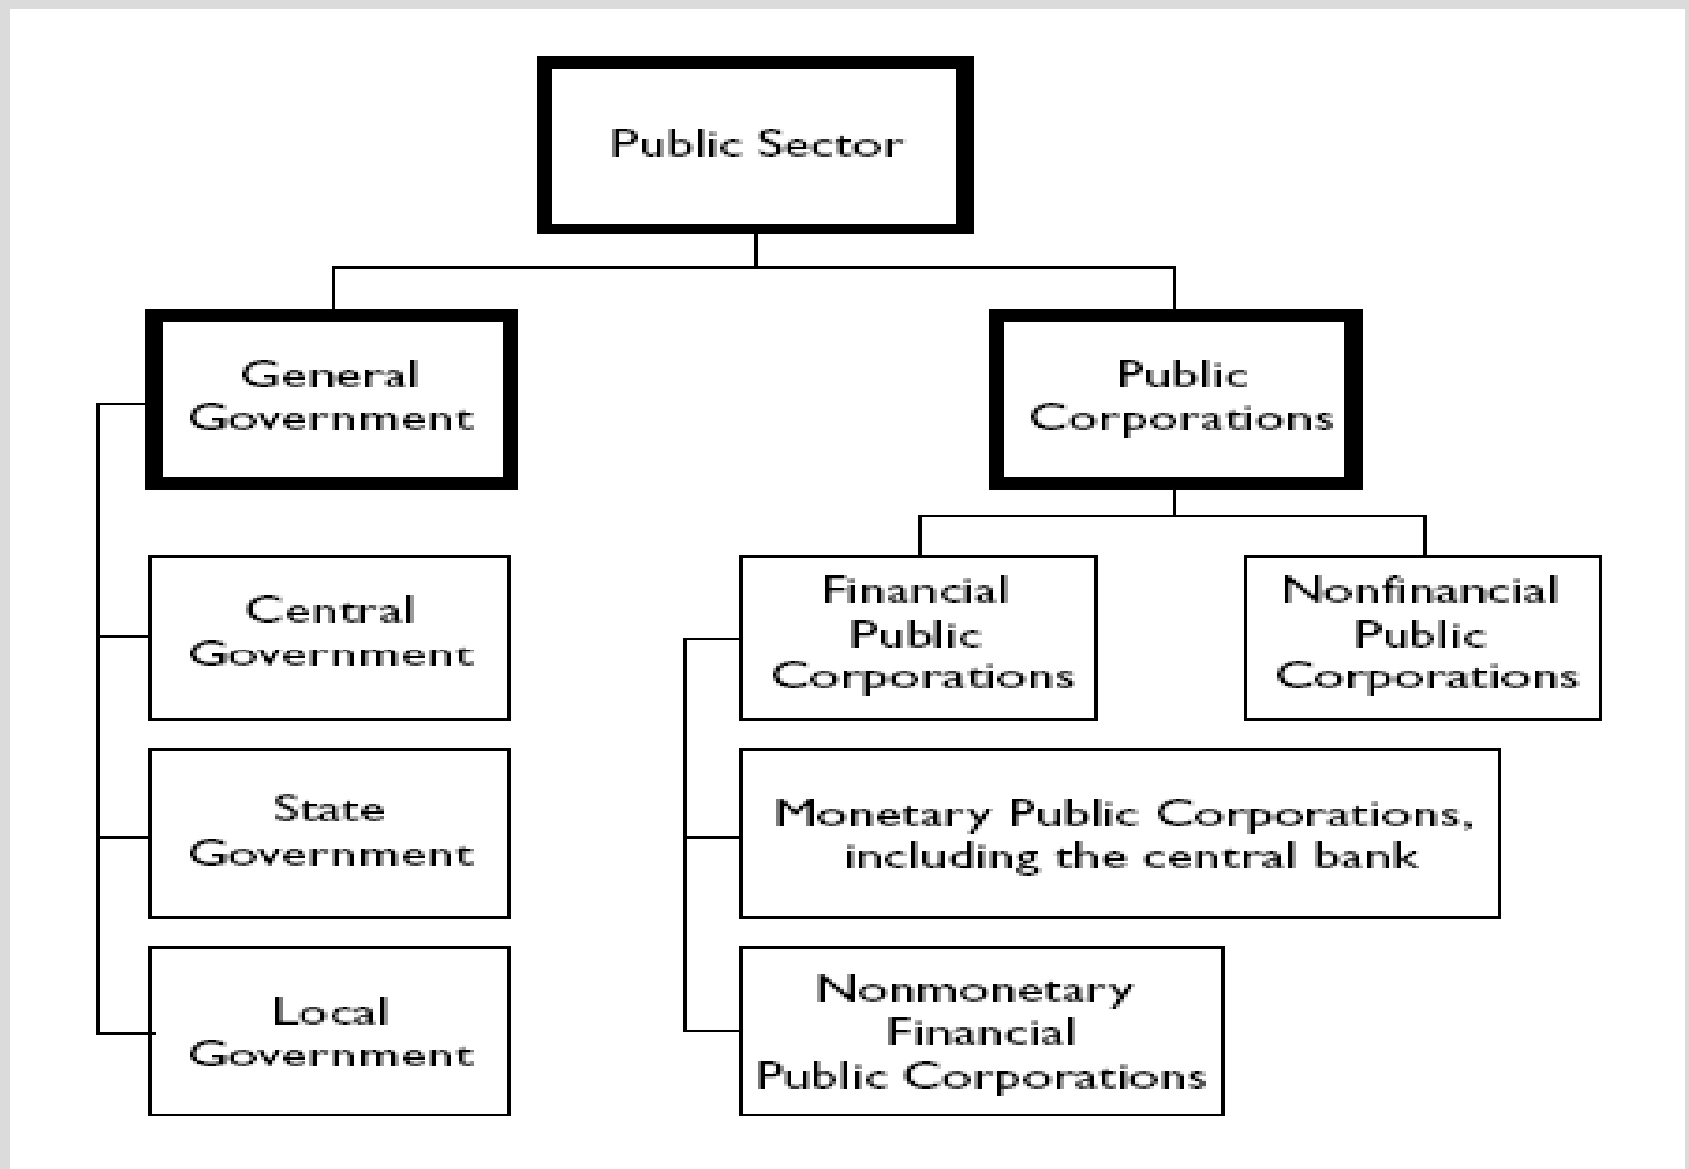 Public Sector
General
Government
Public
Corporations
Central
Government
Financial
Public
Corporations
Nonfinancial
Public
Corporations
State
Government
Monetary Public Corporations,
including the central bank
Local
Government
Nonmonetary
Financial
Public Corporations